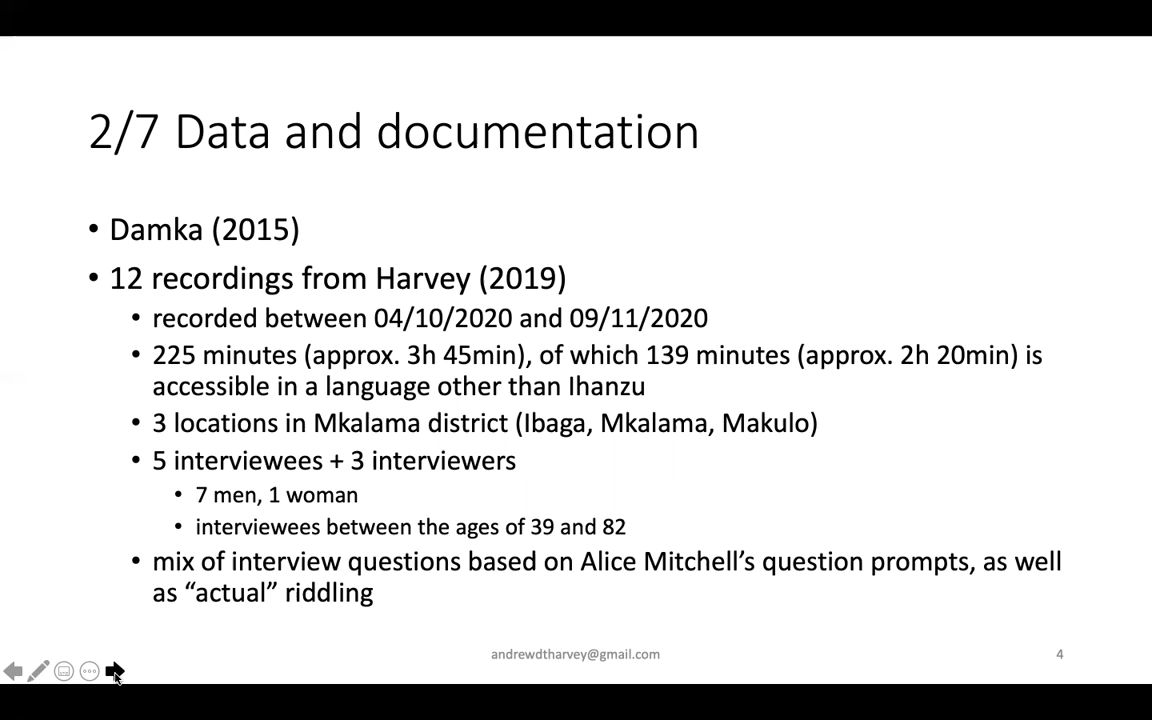 2/7 Data and documentation
• Damka (2015)
• 12 recordings from Harvey (2019)
• recorded between 04/10/2020 and 09/11/2020
• 225 minutes (approx. 3h 45min), of which 139 minutes (approx. 2h 20min) is
accessible in a language other than Ihanzu
• 3 locations in Mkalama district (Ibaga, Mkalama, Makulo)
• 5 interviewees + 3 interviewers
• 7 men, 1 woman
• interviewees between the ages of 39 and 82
• mix of interview questions based on Alice Mitchell’s question prompts, as well
as “actual” riddling
andrewdtharvey@gmail.com
4